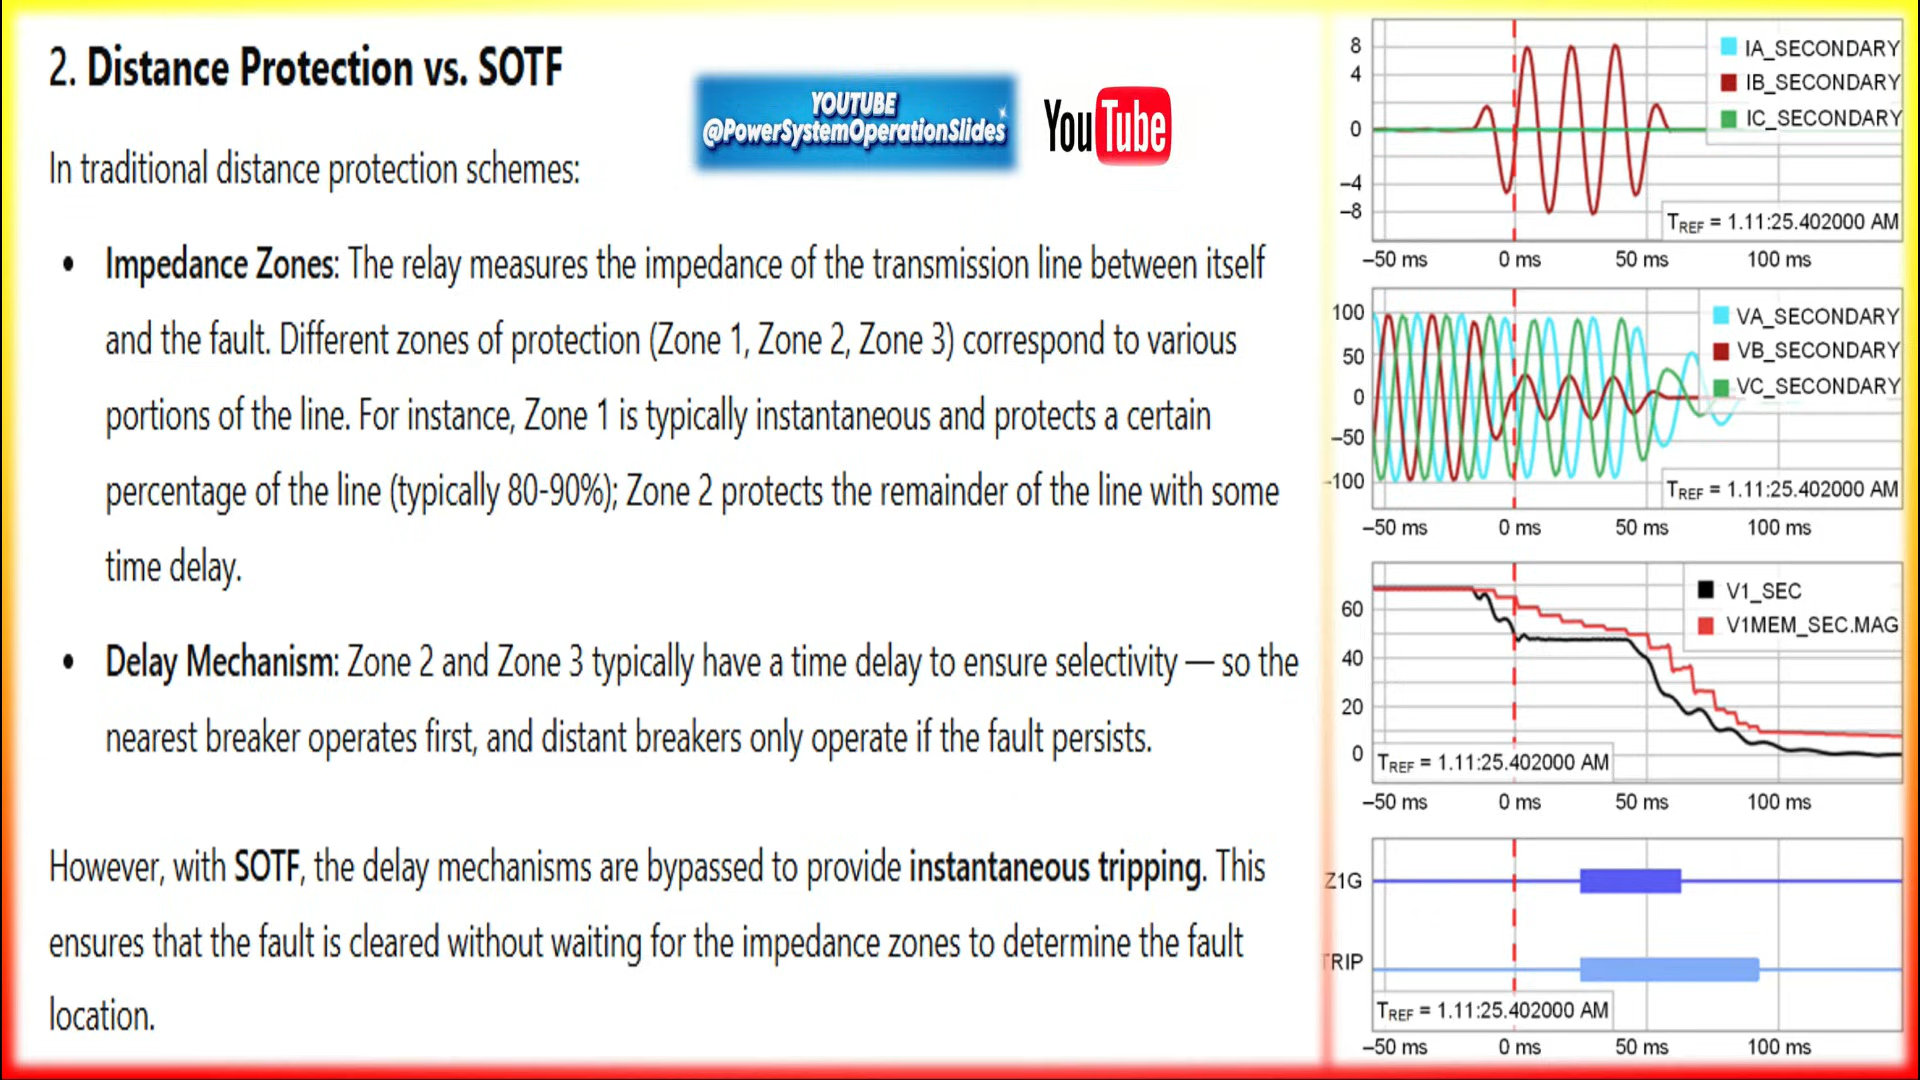 2. Distance Protection vs. SOTF
YOUTUBE
@PowerSystemOperationSlides
YouTube
In traditional distance protection schemes:
• Impedance Zones: The relay measures the impedance of the transmission line between itself
and the fault. Different zones of protection (Zone 1, Zone 2, Zone 3) correspond to various
portions of the line. For instance, Zone 1 is typically instantaneous and protects a certain
percentage of the line (typically 80-90%); Zone 2 protects the remainder of the line with some
time delay.
• Delay Mechanism: Zone 2 and Zone 3 typically have a time delay to ensure selectivity — so the
nearest breaker operates first, and distant breakers only operate if the fault persists.
However, with SOTF, the delay mechanisms are bypassed to provide instantaneous tripping. This
ensures that the fault is cleared without waiting for the impedance zones to determine the fault
location.
8
4
0
–4
–8
IA_SECONDARY
IB_SECONDARY
IC_SECONDARY
TREF = 1.11:25.402000 AM
–50 ms 0 ms 50 ms 100 ms
100
50
0
–50
-100
VA_SECONDARY
VB_SECONDARY
VC_SECONDARY
TREF = 1.11:25.402000 AM
–50 ms 0 ms 50 ms 100 ms
60
40
20
0
V1_SEC
V1MEM_SEC.MAG
TREF = 1.11:25.402000 AM
–50 ms 0 ms 50 ms 100 ms
Z1G
TRIP
TREF = 1.11:25.402000 AM
–50 ms 0 ms 50 ms 100 ms